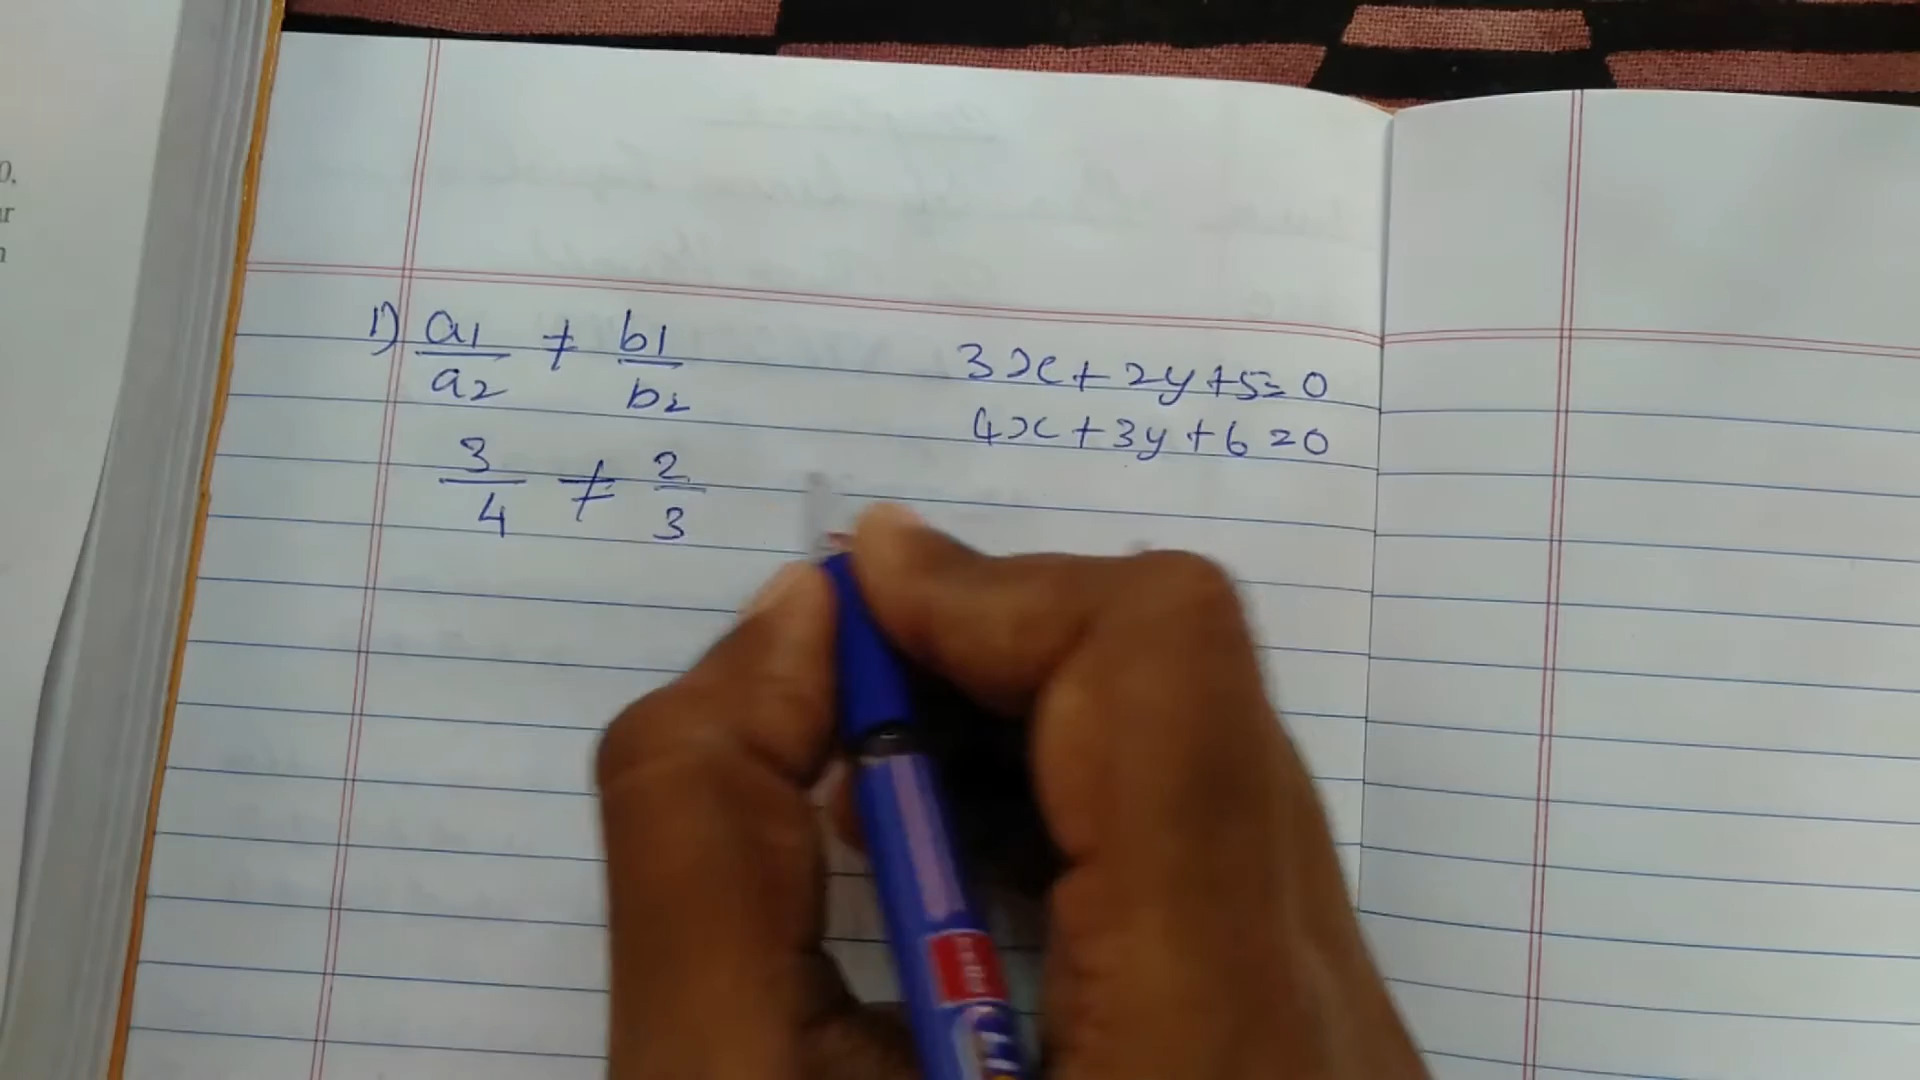 1) a1/a2 ≠ b1/b2
3x + 2y + 5 = 0
4x + 3y + 6 = 0
3/4 ≠ 2/3